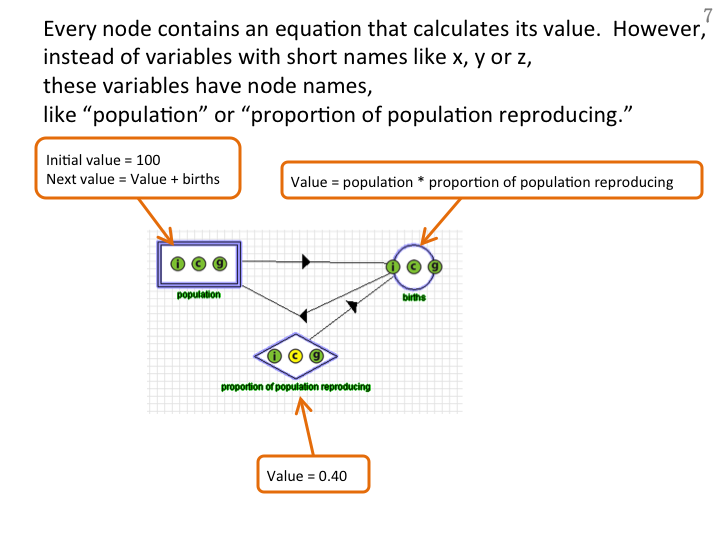 7
Every node contains an equation that calculates its value.  However,
instead of variables with short names like x, y or z,
these variables have node names,
like “population” or “proportion of population reproducing.”
Initial value = 100
Next value = Value + births
Value = population * proportion of population reproducing
i c g
population
i c g
births
i c g
proportion of population reproducing
Value = 0.40